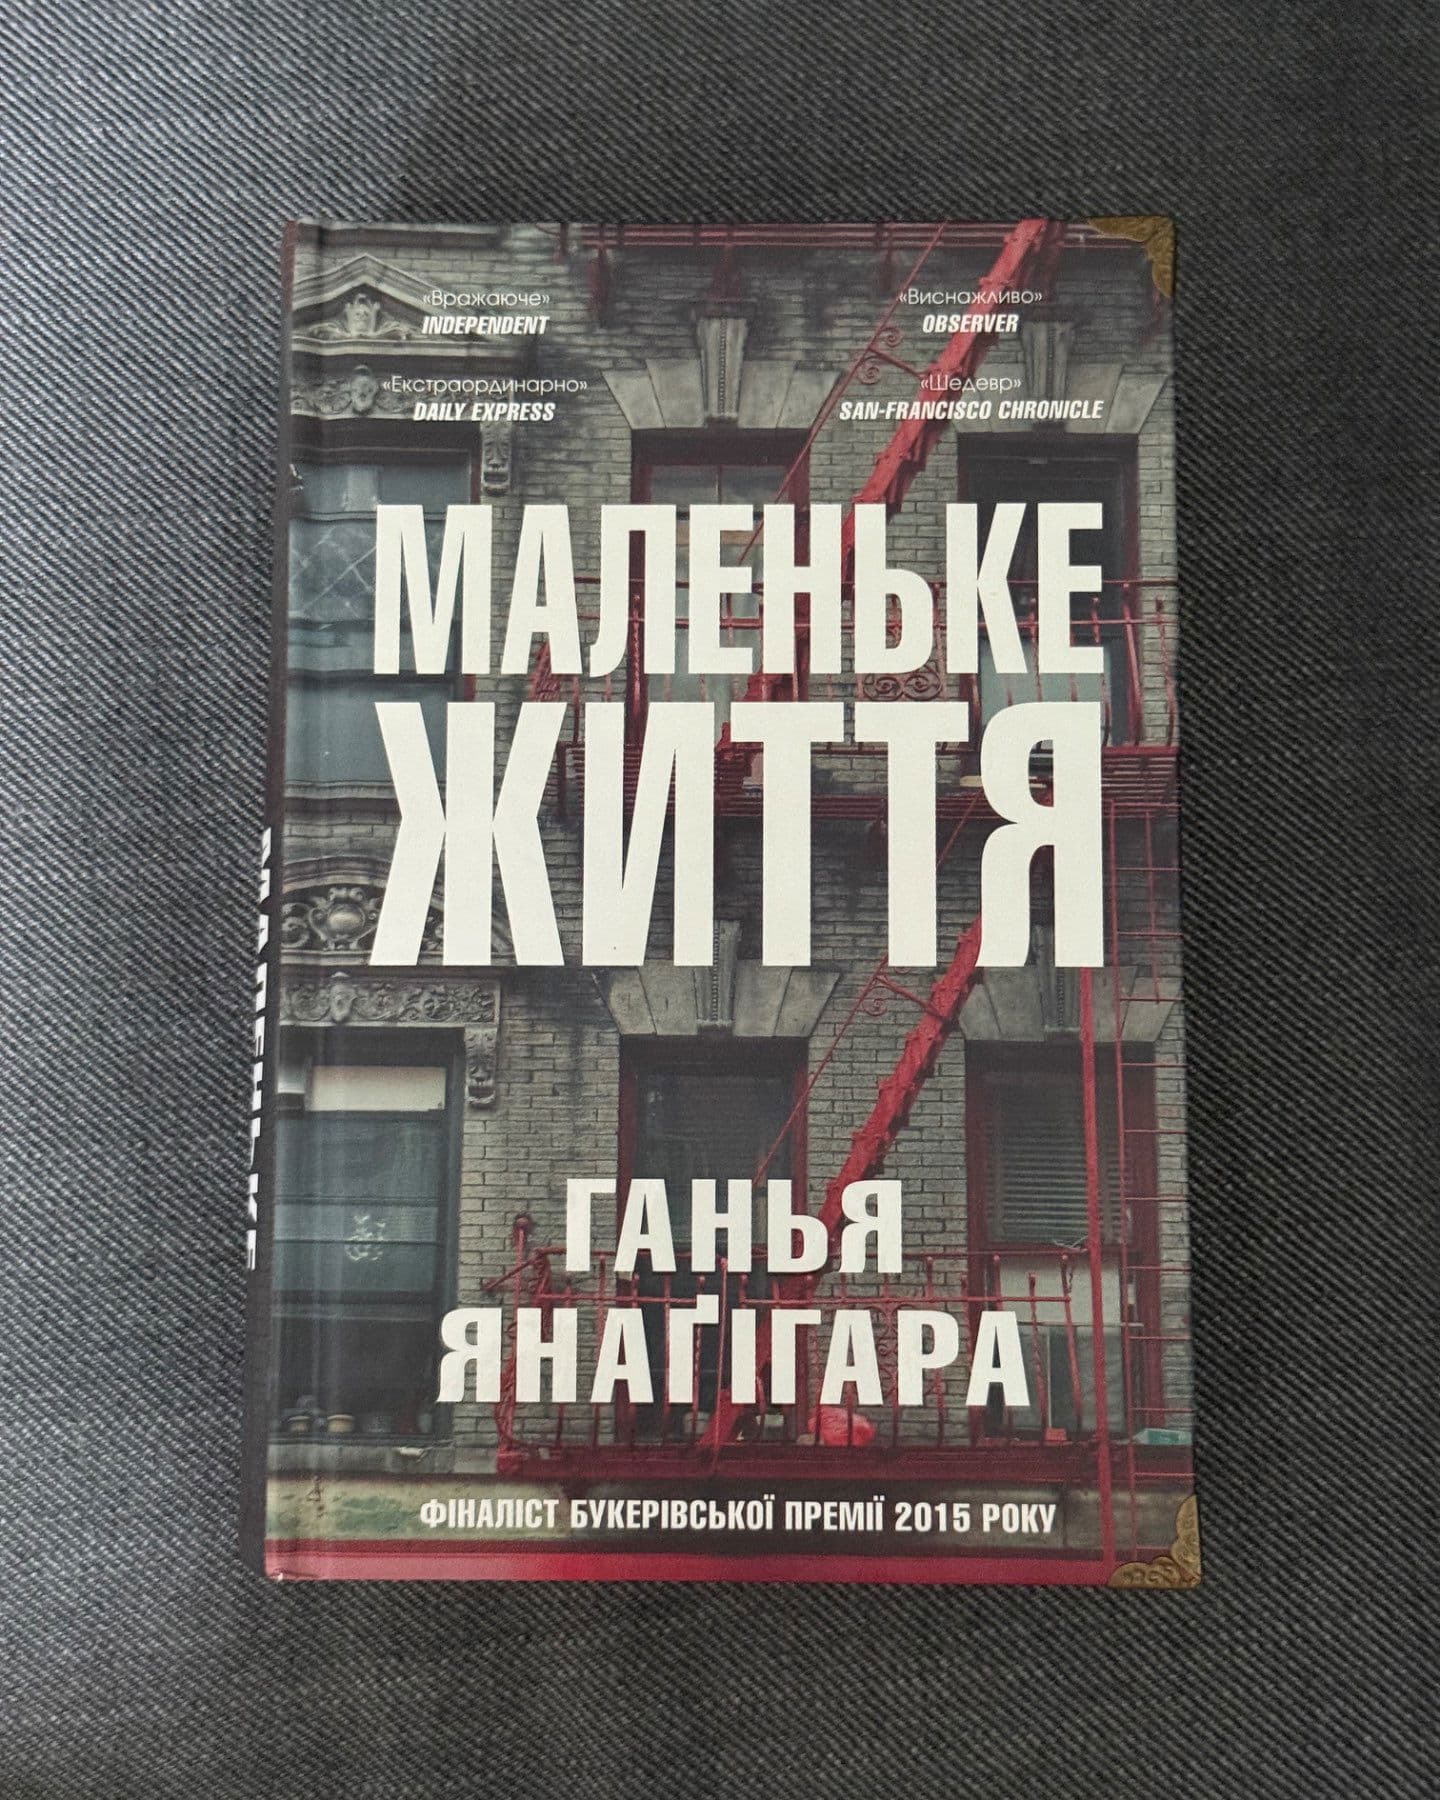 «Вражаюче»
INDEPENDENT
«Виснажливо»
OBSERVER
«Екстраординарно»
DAILY EXPRESS
«Шедевр»
SAN-FRANCISCO CHRONICLE
МАЛЕНЬКЕ
ЖИТТЯ
ГАНЬЯ
ЯНАҐІГАРА
ФІНАЛІСТ БУКЕРІВСЬКОЇ ПРЕМІЇ 2015 РОКУ
МАЛЕНЬКЕ